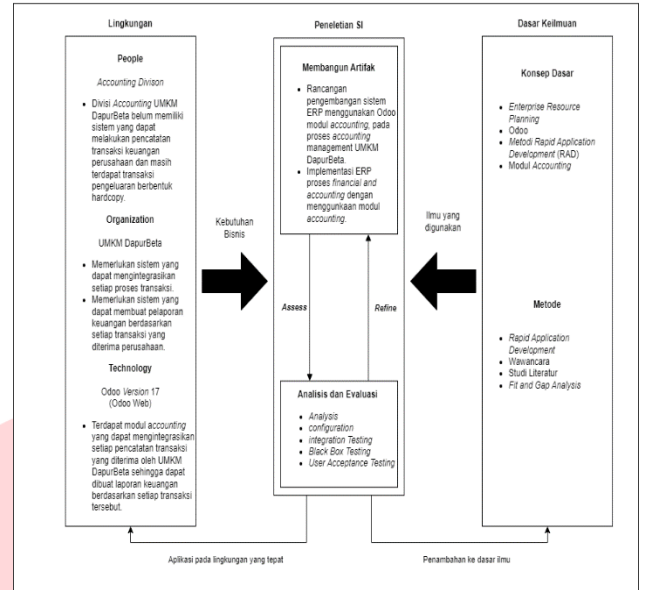 Lingkungan
People
Accounting Divison
• Divisi Accounting UMKM
DapurBeta belum memiliki
sistem yang dapat
melakukan pencatatan
transaksi keuangan
perusahaan dan masih
terdapat transaksi
pengeluaran berbentuk
hardcopy.
Organization
UMKM DapurBeta
• Memerlukan sistem yang
dapat mengintegrasikan
setiap proses transaksi.
• Memerlukan sistem yang
dapat membuat pelaporan
keuangan berdasarkan
setiap transaksi yang
diterima perusahaan.
Technology
Odoo Version 17
(Odoo Web)
• Terdapat modul accounting
yang dapat mengintegrasikan
setiap pencatatan transaksi
yang diterima oleh UMKM
DapurBeta sehingga dapat
dibuat laporan keuangan
berdasarkan setiap transaksi
tersebut.
Kebutuhan
Bisnis
Peneletian SI
Membangun Artifak
• Rancangan
pengembangan sistem
ERP menggunakan Odoo
modul accounting, pada
proses accounting
management UMKM
DapurBeta.
• Implementasi ERP
proses financial and
accounting dengan
menggunkaan modul
accounting.
Assess
Refine
Analisis dan Evaluasi
• Analysis
• configuration
• integration Testing
• Black Box Testing
• User Acceptance Testing
Ilmu yang
digunakan
Dasar Keilmuan
Konsep Dasar
• Enterprise Resource
Planning
• Odoo
• Metodi Rapid Application
Development (RAD)
• Modul Accounting
Metode
• Rapid Application
Development
• Wawancara
• Studi Literatur
• Fit and Gap Analysis
Aplikasi pada lingkungan yang tepat
Penambahan ke dasar ilmu